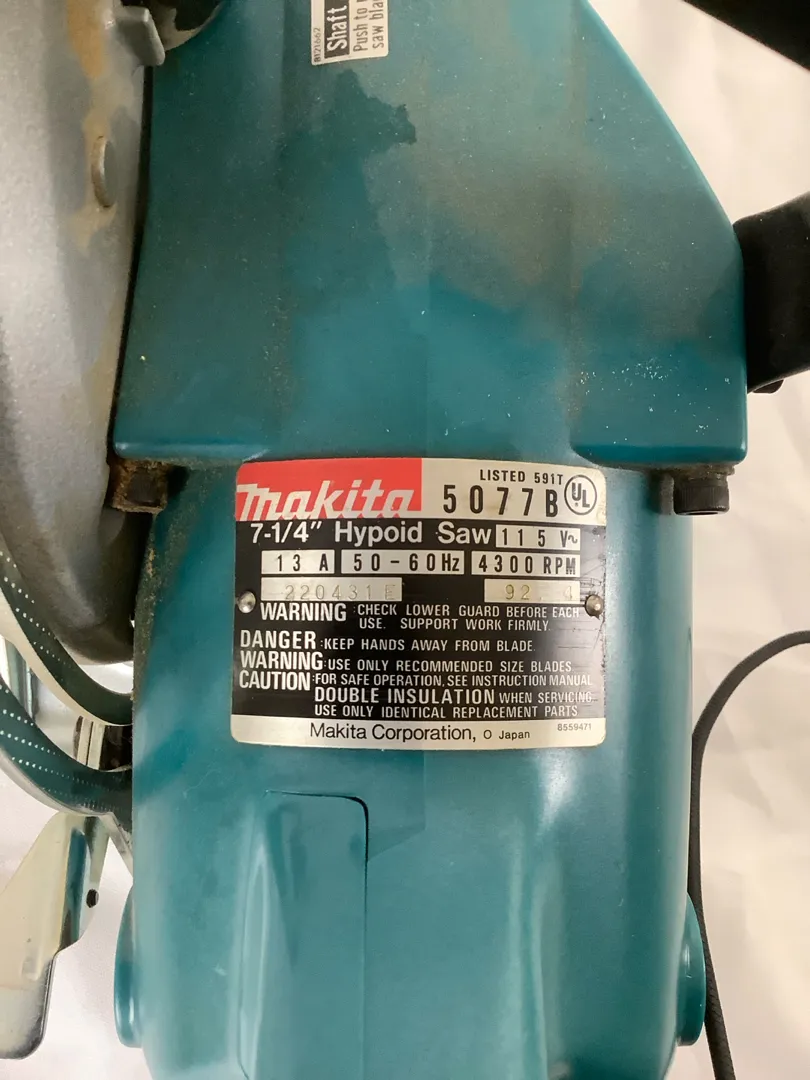 B121662
Shaft
Push to
saw bla
LISTED 591T
makita 5077B UL
7-1/4" Hypoid Saw 115 V~
13 A 50-60Hz 4300 RPM
220431E 92.
WARNING :CHECK LOWER GUARD BEFORE EACH
USE. SUPPORT WORK FIRMLY.
DANGER :KEEP HANDS AWAY FROM BLADE.
WARNING :USE ONLY RECOMMENDED SIZE BLADES
CAUTION :FOR SAFE OPERATION, SEE INSTRUCTION MANUAL
DOUBLE INSULATION WHEN SERVICING
USE ONLY IDENTICAL REPLACEMENT PARTS
Makita Corporation, O Japan 8559471